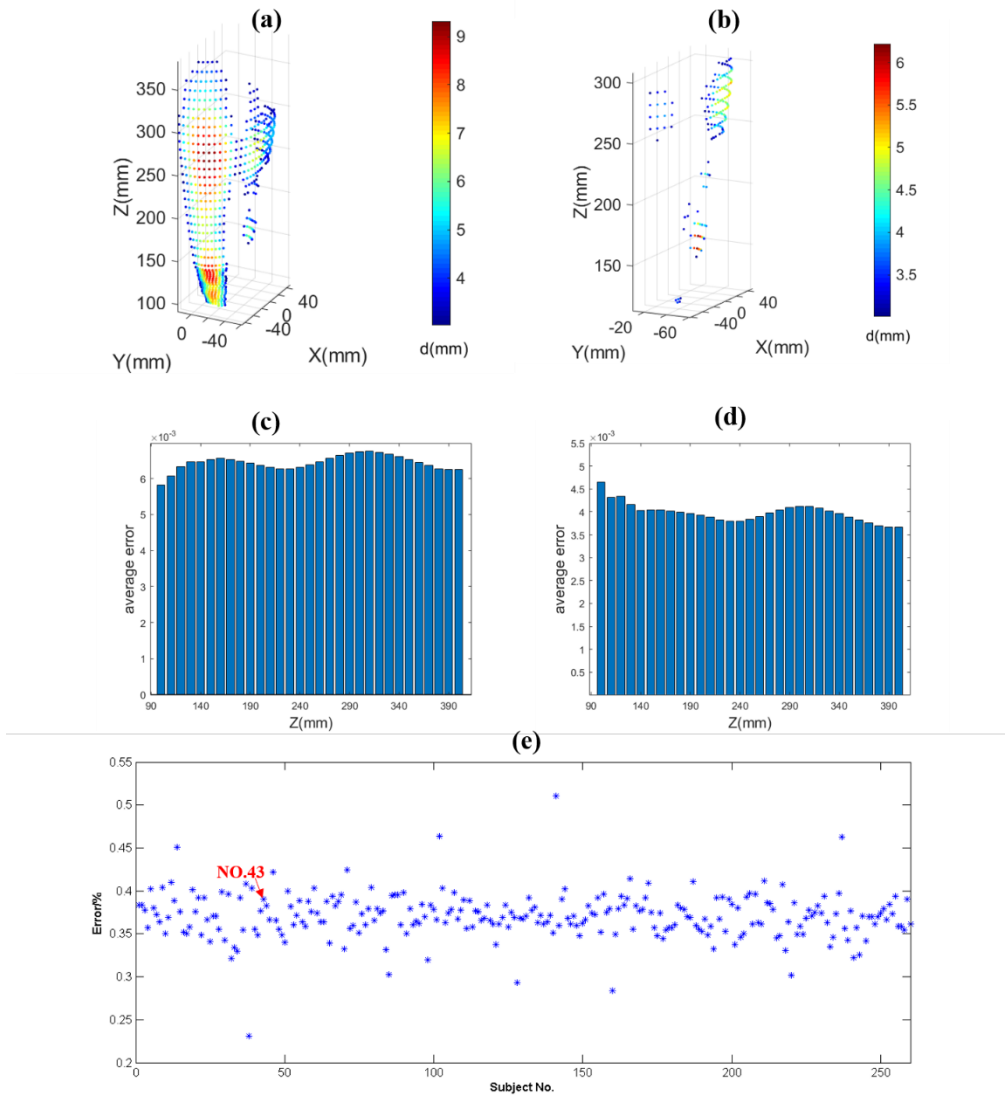 (a)
(b)
350
300
250
200
150
100
Z(mm)
0
-40
Y(mm)
40
0
-40
X(mm)
9
8
7
6
5
4
d(mm)
300
250
200
150
Z(mm)
-20
-60
Y(mm)
40
0
-40
X(mm)
6
5.5
5
4.5
4
3.5
d(mm)
(c)
×10-3
6
5
4
3
2
1
0
average error
90 140 190 240 290 340 390
Z(mm)
(d)
×10-3
5.5
5
4.5
4
3.5
3
2.5
2
1.5
1
0.5
average error
90 140 190 240 290 340 390
Z(mm)
(e)
0.55
0.5
0.45
0.4
0.35
0.3
0.25
0.2
Error/%
NO.43
0 50 100 150 200 250
Subject No.